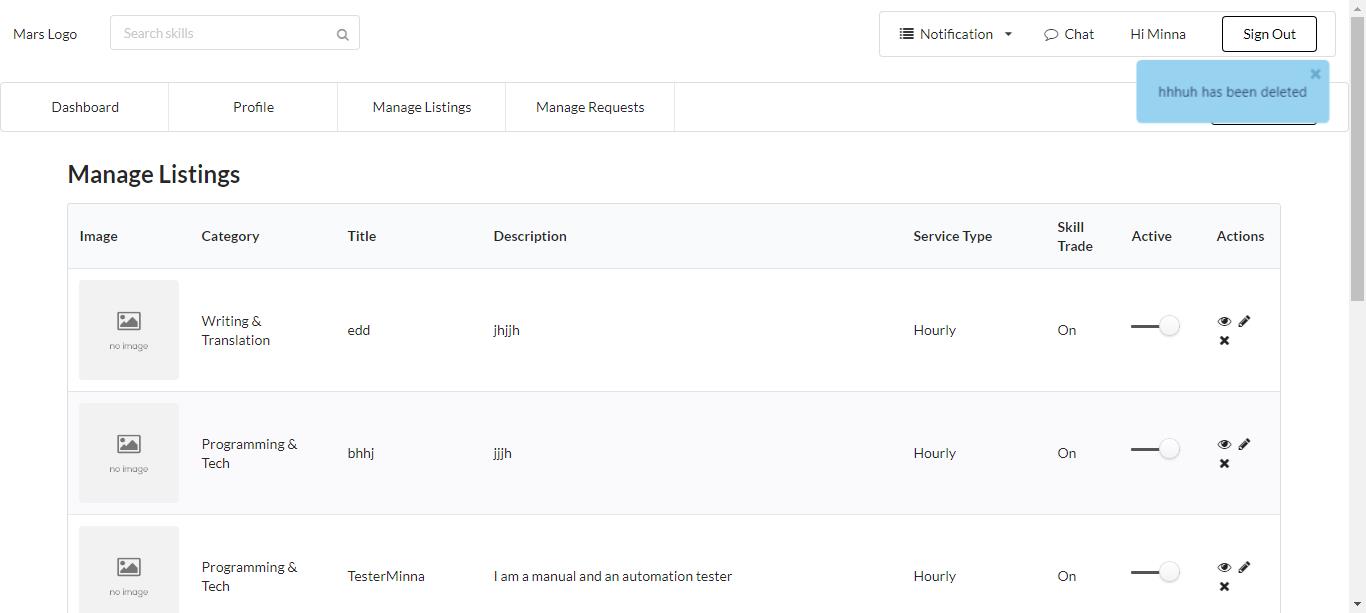 Mars Logo
Search skills
Notification
Chat
Hi Minna
Sign Out
hhhuh has been deleted
Dashboard
Profile
Manage Listings
Manage Requests
Manage Listings
Image
Category
Title
Description
Service Type
Skill
Trade
Active
Actions
no image
Writing &
Translation
edd
jhjjh
Hourly
On
no image
Programming &
Tech
bhhj
jjjh
Hourly
On
no image
Programming &
Tech
TesterMinna
I am a manual and an automation tester
Hourly
On